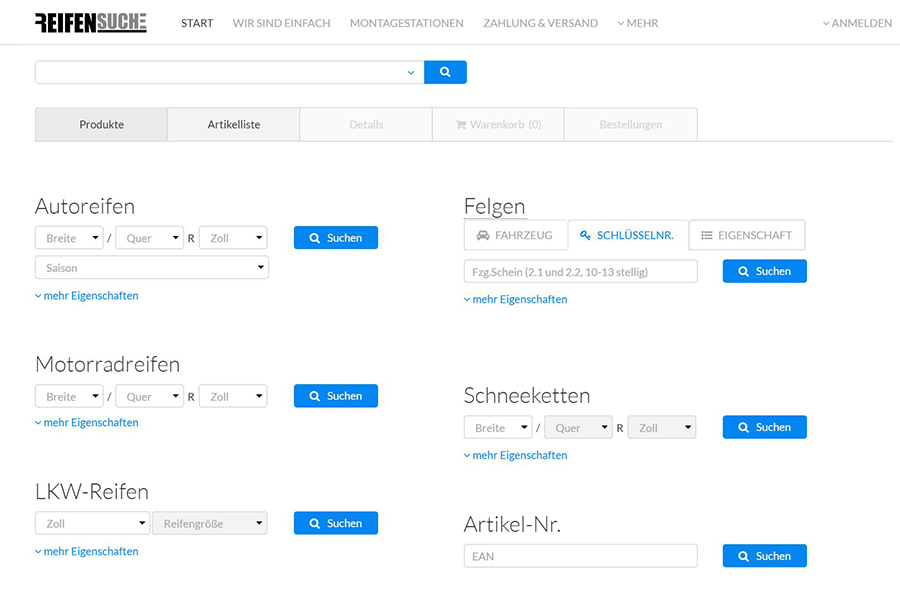 REIFENSUCHE START WIR SIND EINFACH MONTAGESTATIONEN ZAHLUNG & VERSAND MEHR ANMELDEN
Produkte Artikelliste Details Warenkorb (0) Bestellungen
Autoreifen
Breite / Quer R Zoll Suchen
Saison
mehr Eigenschaften
Felgen
FAHRZEUG SCHLÜSSELNR. EIGENSCHAFT
Fzg.Schein (2.1 und 2.2, 10-13 stellig) Suchen
mehr Eigenschaften
Motorradreifen
Breite / Quer R Zoll Suchen
mehr Eigenschaften
Schneeketten
Breite / Quer R Zoll Suchen
mehr Eigenschaften
LKW-Reifen
Zoll Reifengröße Suchen
mehr Eigenschaften
Artikel-Nr.
EAN Suchen